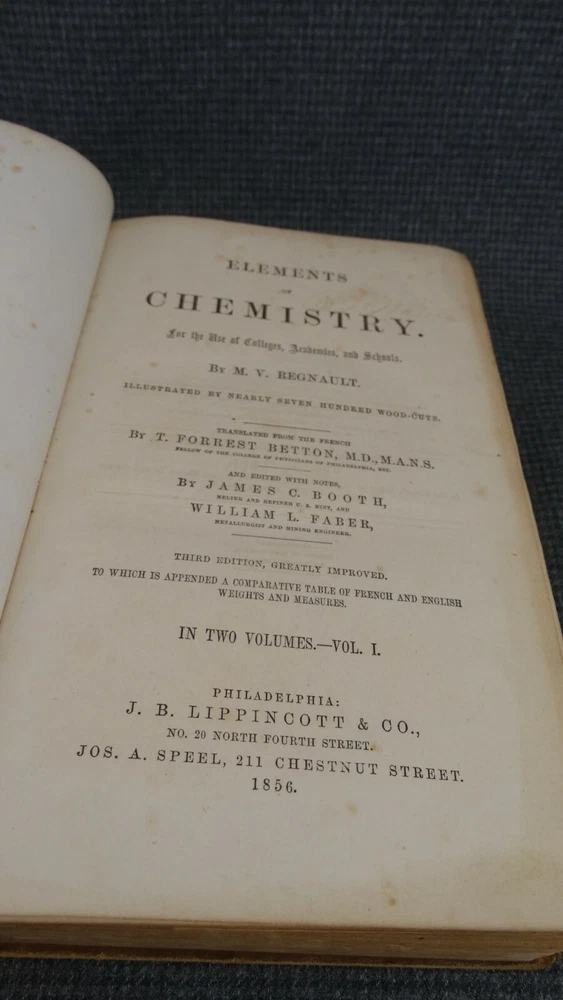 ELEMENTS
OF
CHEMISTRY.
For the Use of Colleges, Academies, and Schools.
BY M. V. REGNAULT.
ILLUSTRATED BY NEARLY SEVEN HUNDRED WOOD-CUTS.
TRANSLATED FROM THE FRENCH
BY T. FORREST BETTON, M.D., M.A.N.S.
FELLOW OF THE COLLEGE OF PHYSICIANS OF PHILADELPHIA, ETC.
AND EDITED WITH NOTES,
BY JAMES C. BOOTH,
MELTER AND REFINER U. S. MINT, AND
WILLIAM L. FABER,
METALLURGIST AND MINING ENGINEER.
THIRD EDITION, GREATLY IMPROVED.
TO WHICH IS APPENDED A COMPARATIVE TABLE OF FRENCH AND ENGLISH
WEIGHTS AND MEASURES.
IN TWO VOLUMES.—VOL. I.
PHILADELPHIA:
J. B. LIPPINCOTT & CO.,
NO. 20 NORTH FOURTH STREET.
JOS. A. SPEEL, 211 CHESTNUT STREET.
1856.